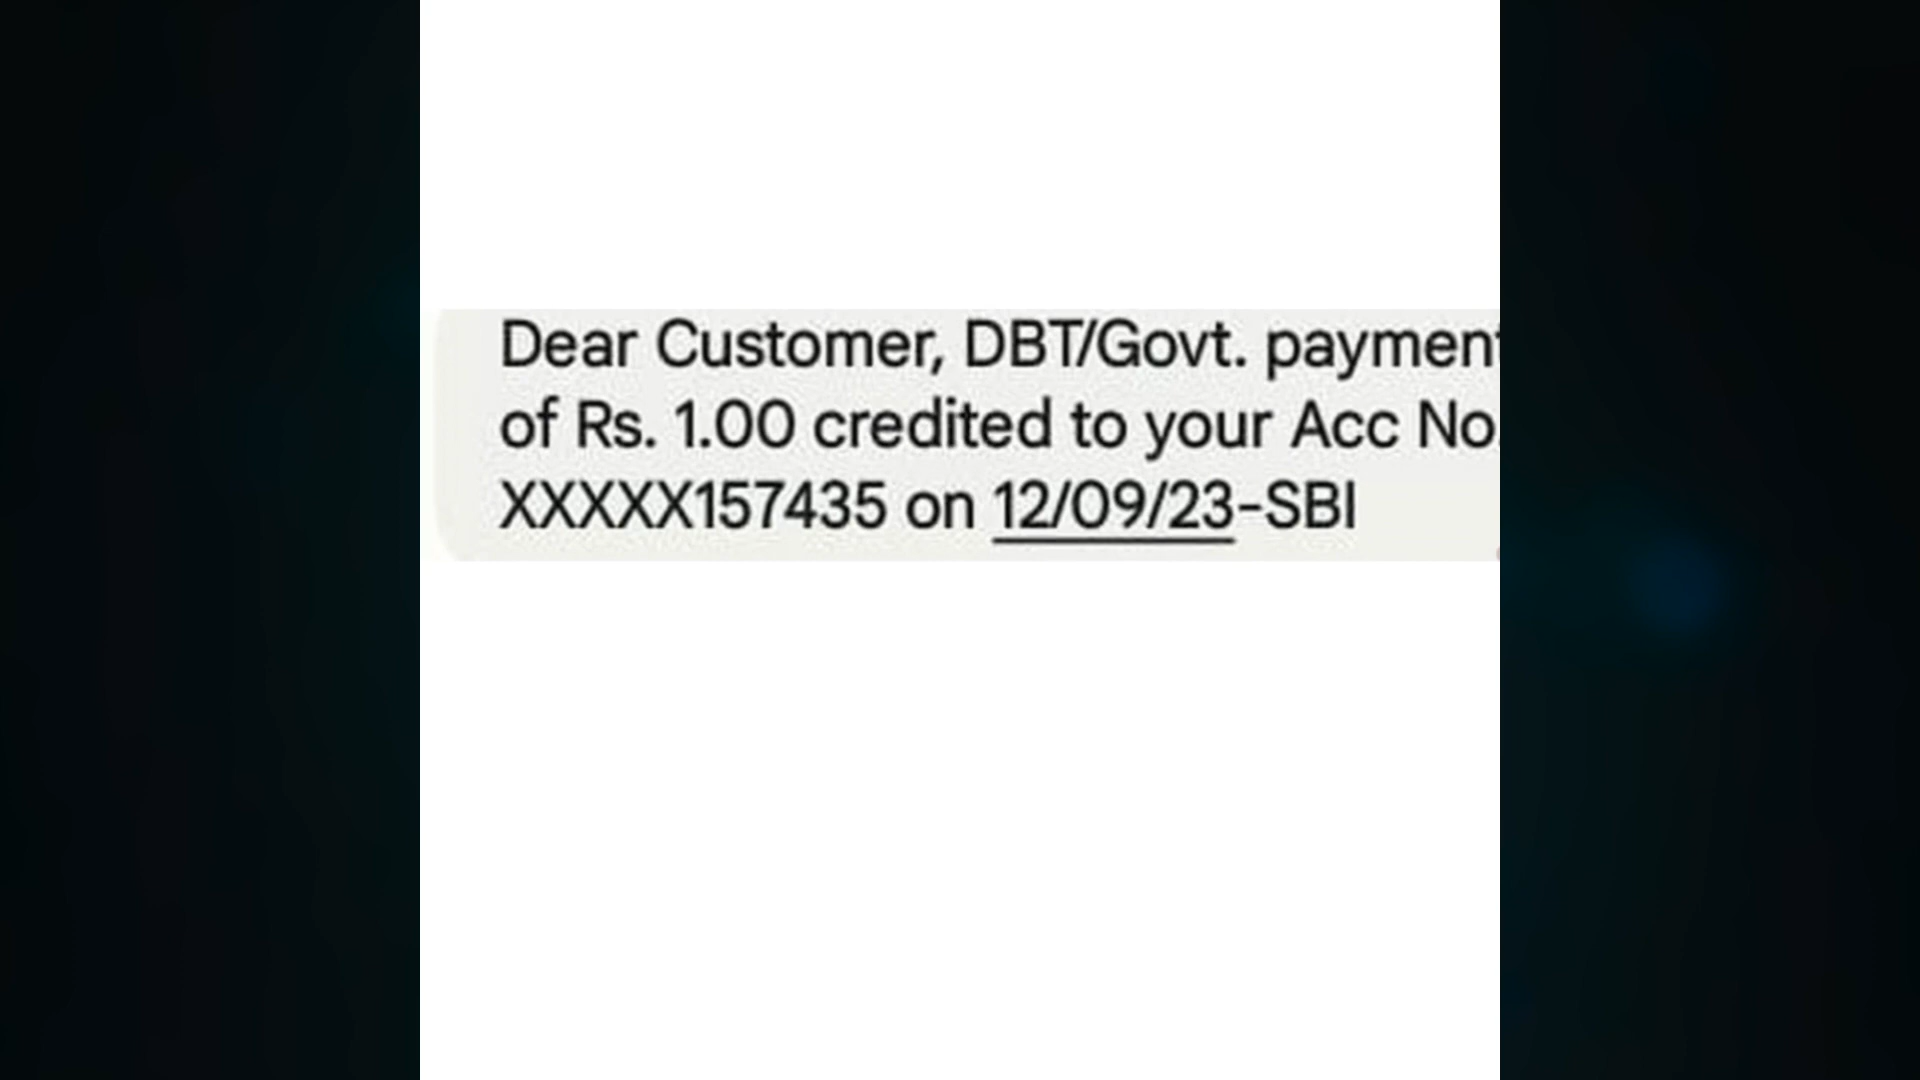 Dear Customer, DBT/Govt. payment
of Rs. 1.00 credited to your Acc No.
XXXXX157435 on 12/09/23-SBI